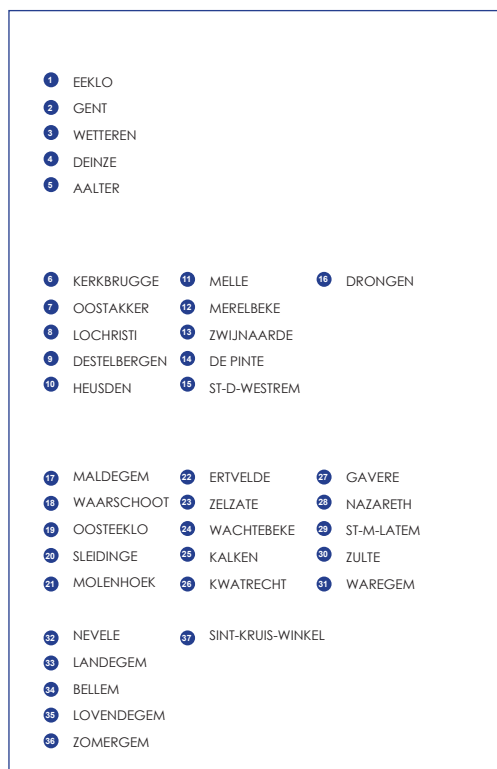 1 EEKLO
2 GENT
3 WETTEREN
4 DEINZE
5 AALTER
6 KERKBRUGGE
7 OOSTAKKER
8 LOCHRISTI
9 DESTELBERGEN
10 HEUSDEN
11 MELLE
12 MERELBEKE
13 ZWIJNAARDE
14 DE PINTE
15 ST-D-WESTREM
16 DRONGEN
17 MALDEGEM
18 WAARSCHOOT
19 OOSTEEKLO
20 SLEIDINGE
21 MOLENHOEK
22 ERTVELDE
23 ZELZATE
24 WACHTEBEKE
25 KALKEN
26 KWATRECHT
27 GAVERE
28 NAZARETH
29 ST-M-LATEM
30 ZULTE
31 WAREGEM
32 NEVELE
33 LANDEGEM
34 BELLEM
35 LOVENDEGEM
36 ZOMERGEM
37 SINT-KRUIS-WINKEL